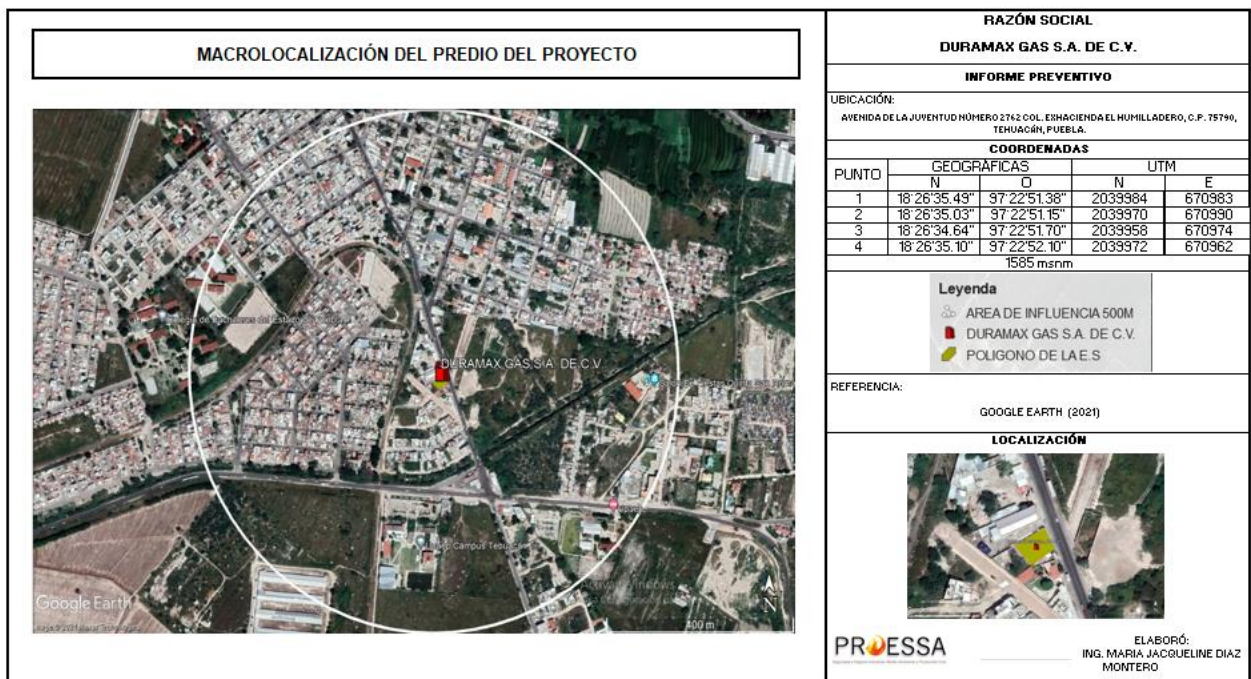 MACROLOCALIZACIÓN DEL PREDIO DEL PROYECTO
DURAMAX GAS S.A. DE C.V.
Campus
Google Earth
400 m
N
RAZÓN SOCIAL
DURAMAX GAS S.A. DE C.V.
INFORME PREVENTIVO
UBICACIÓN:
AVENIDA DE LA JUVENTUD NÚMERO 2762 COL. EXHACIENDA EL HUMILLADERO, C.P. 75790,
TEHUACÁN, PUEBLA.
COORDENADAS
PUNTO GEOGRÁFICAS UTM
N O N E
1 18°26'35.49" 97°22'51.38" 2039984 670983
2 18°26'35.03" 97°22'51.15" 2039970 670990
3 18°26'34.64" 97°22'51.70" 2039958 670974
4 18°26'35.10" 97°22'52.10" 2039972 670962
1585 msnm
Leyenda
AREA DE INFLUENCIA 500M
DURAMAX GAS S.A. DE C.V.
POLIGONO DE LA E.S
REFERENCIA:
GOOGLE EARTH (2021)
LOCALIZACIÓN
PROESSA
ELABORÓ:
ING. MARIA JACQUELINE DIAZ
MONTERO